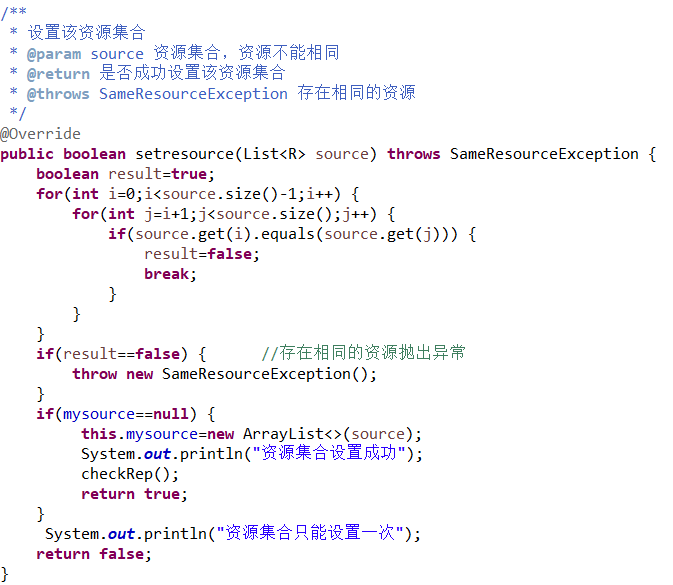 /**
 * 设置该资源集合
 * @param source 资源集合，资源不能相同
 * @return 是否成功设置该资源集合
 * @throws SameResourceException 存在相同的资源
 */
@Override
public boolean setresource(List<R> source) throws SameResourceException {
    boolean result=true;
    for(int i=0;i<source.size()-1;i++) {
        for(int j=i+1;j<source.size();j++) {
            if(source.get(i).equals(source.get(j))) {
                result=false;
                break;
            }
        }
    }
    if(result==false) {      //存在相同的资源抛出异常
        throw new SameResourceException();
    }
    if(mysource==null) {
         this.mysource=new ArrayList<>(source);
         System.out.println("资源集合设置成功");
         checkRep();
         return true;
    }
     System.out.println("资源集合只能设置一次");
    return false;
}